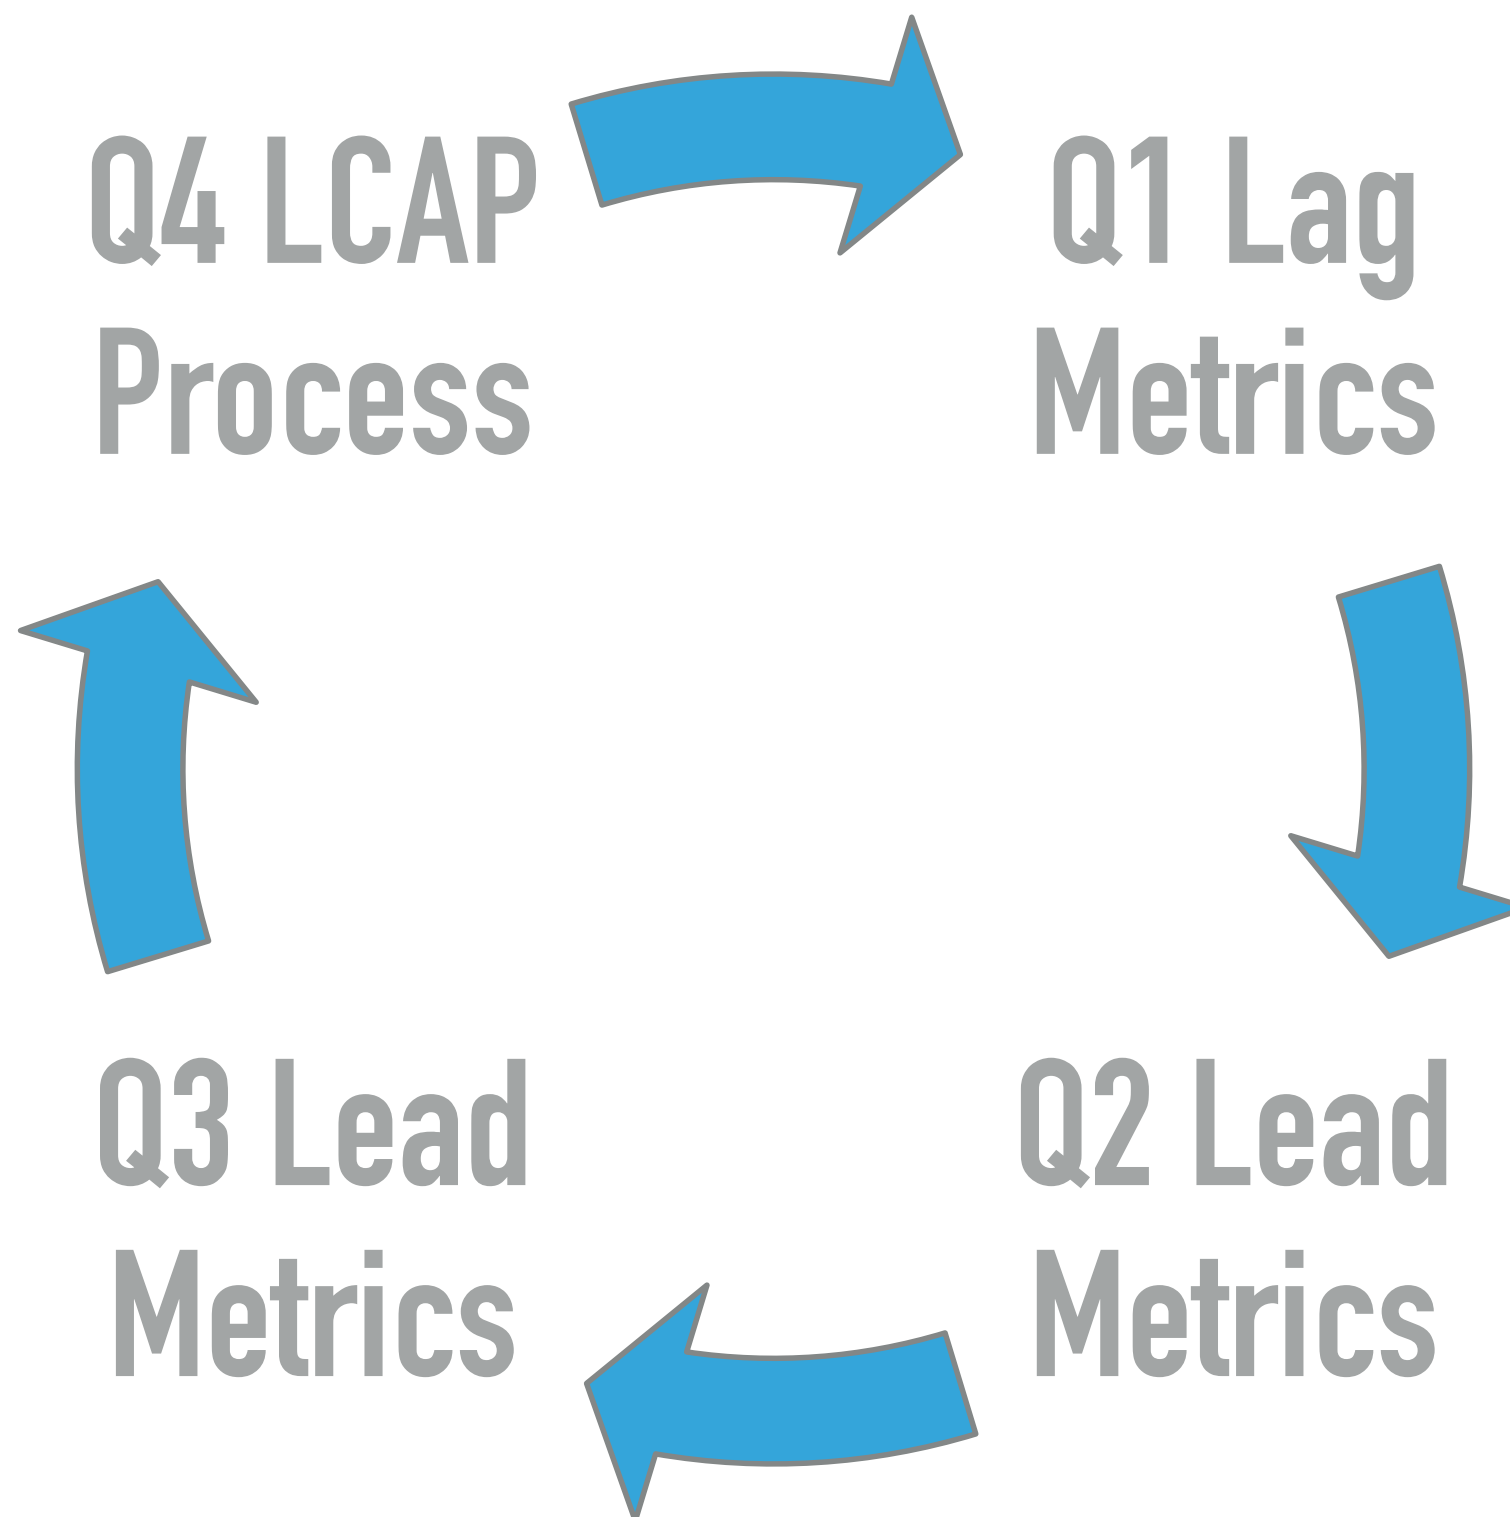 Q4 LCAP
Process
Q1 Lag
Metrics
Q3 Lead
Metrics
Q2 Lead
Metrics